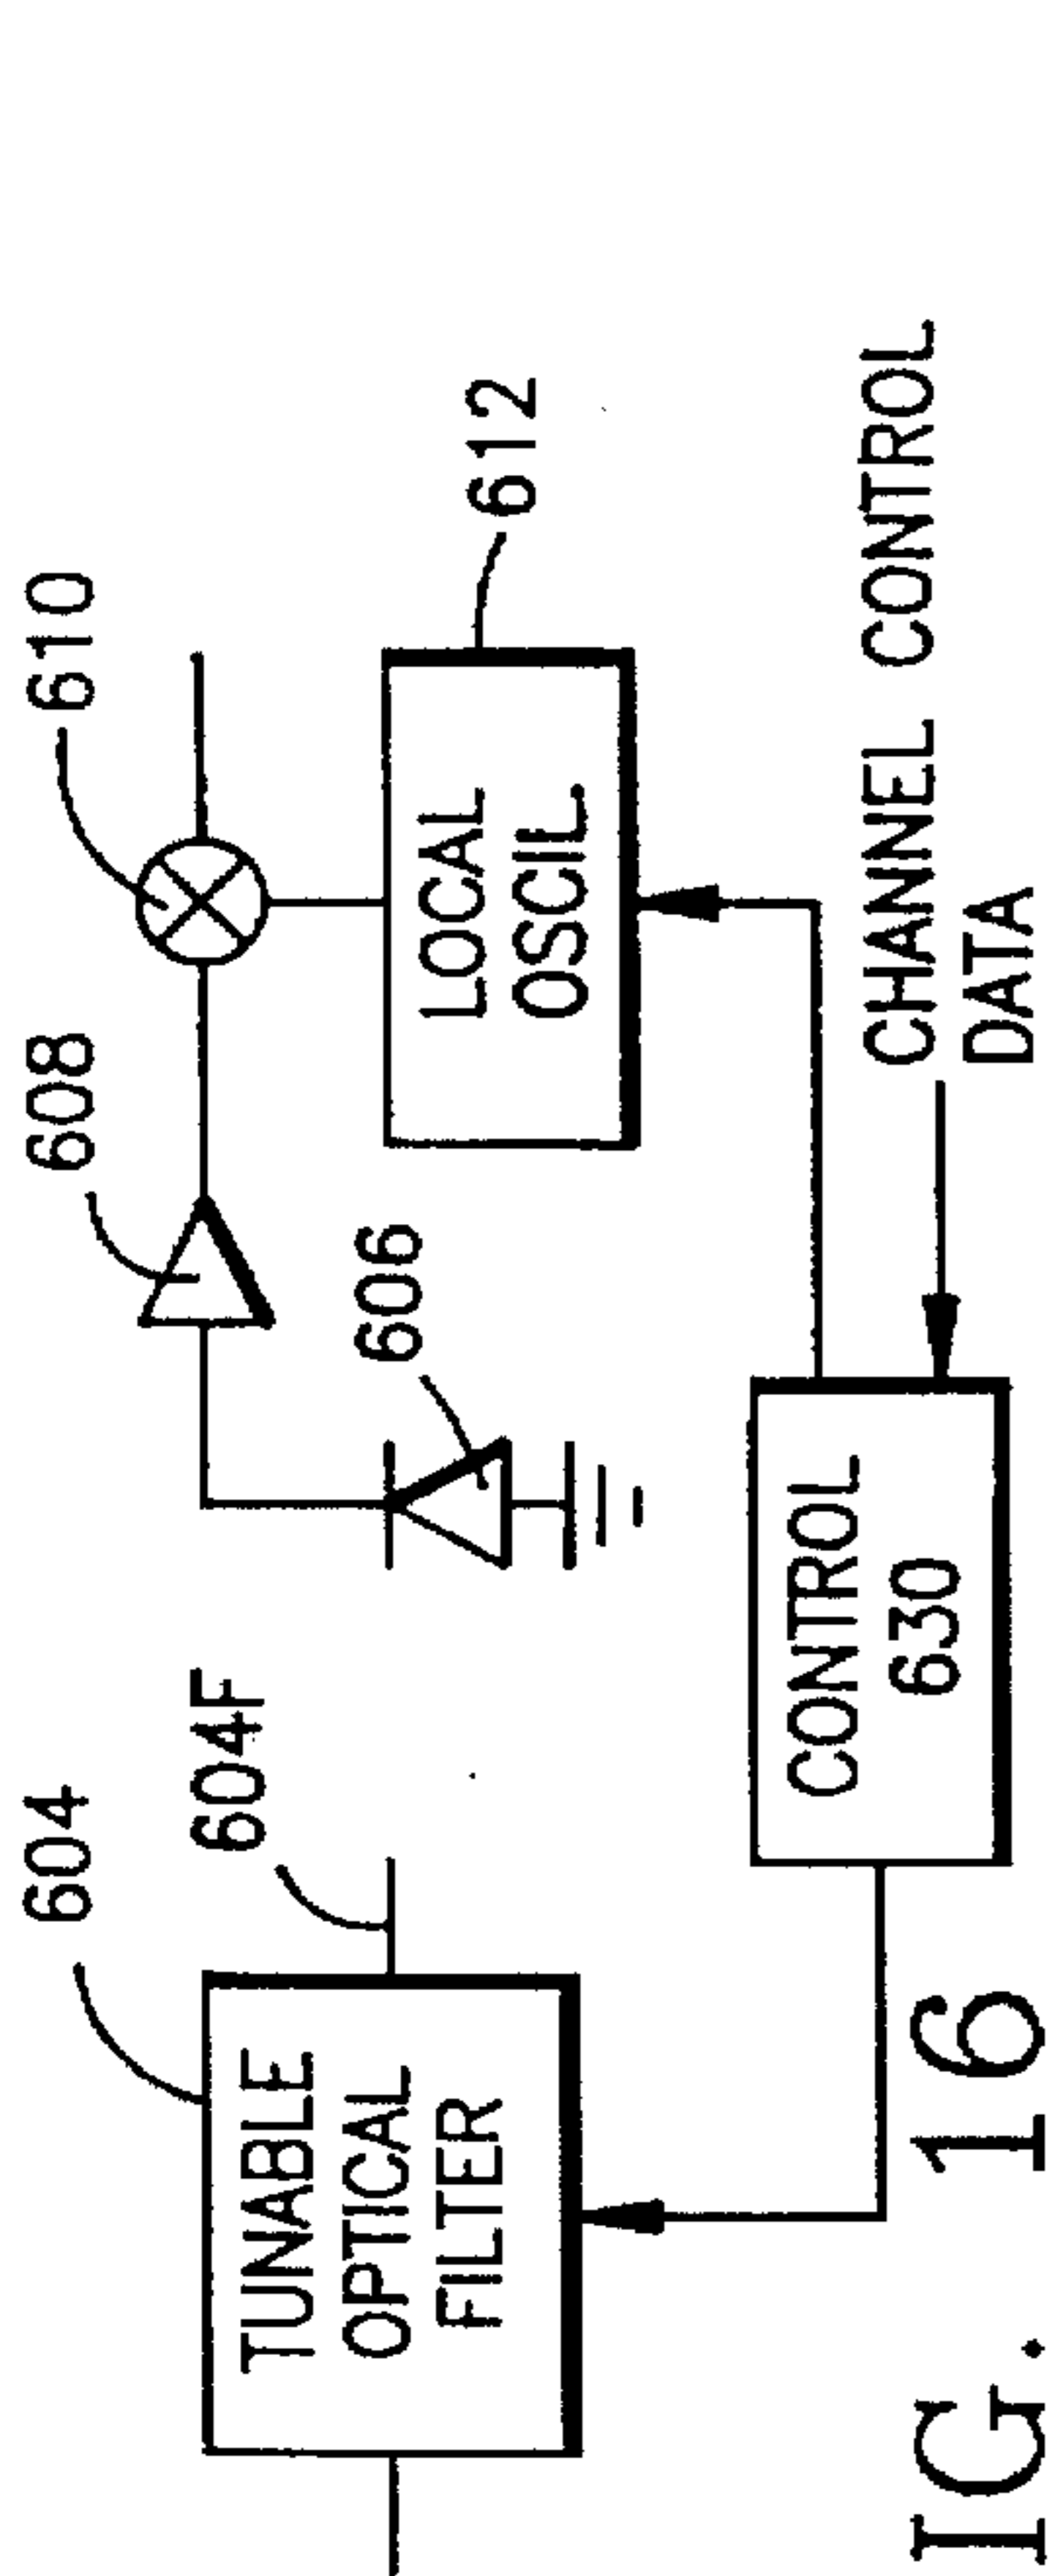 604
604F
606
608
610
612
TUNABLE
OPTICAL
FILTER
LOCAL
OSCIL.
CONTROL
630
CHANNEL CONTROL
DATA
IG. 16